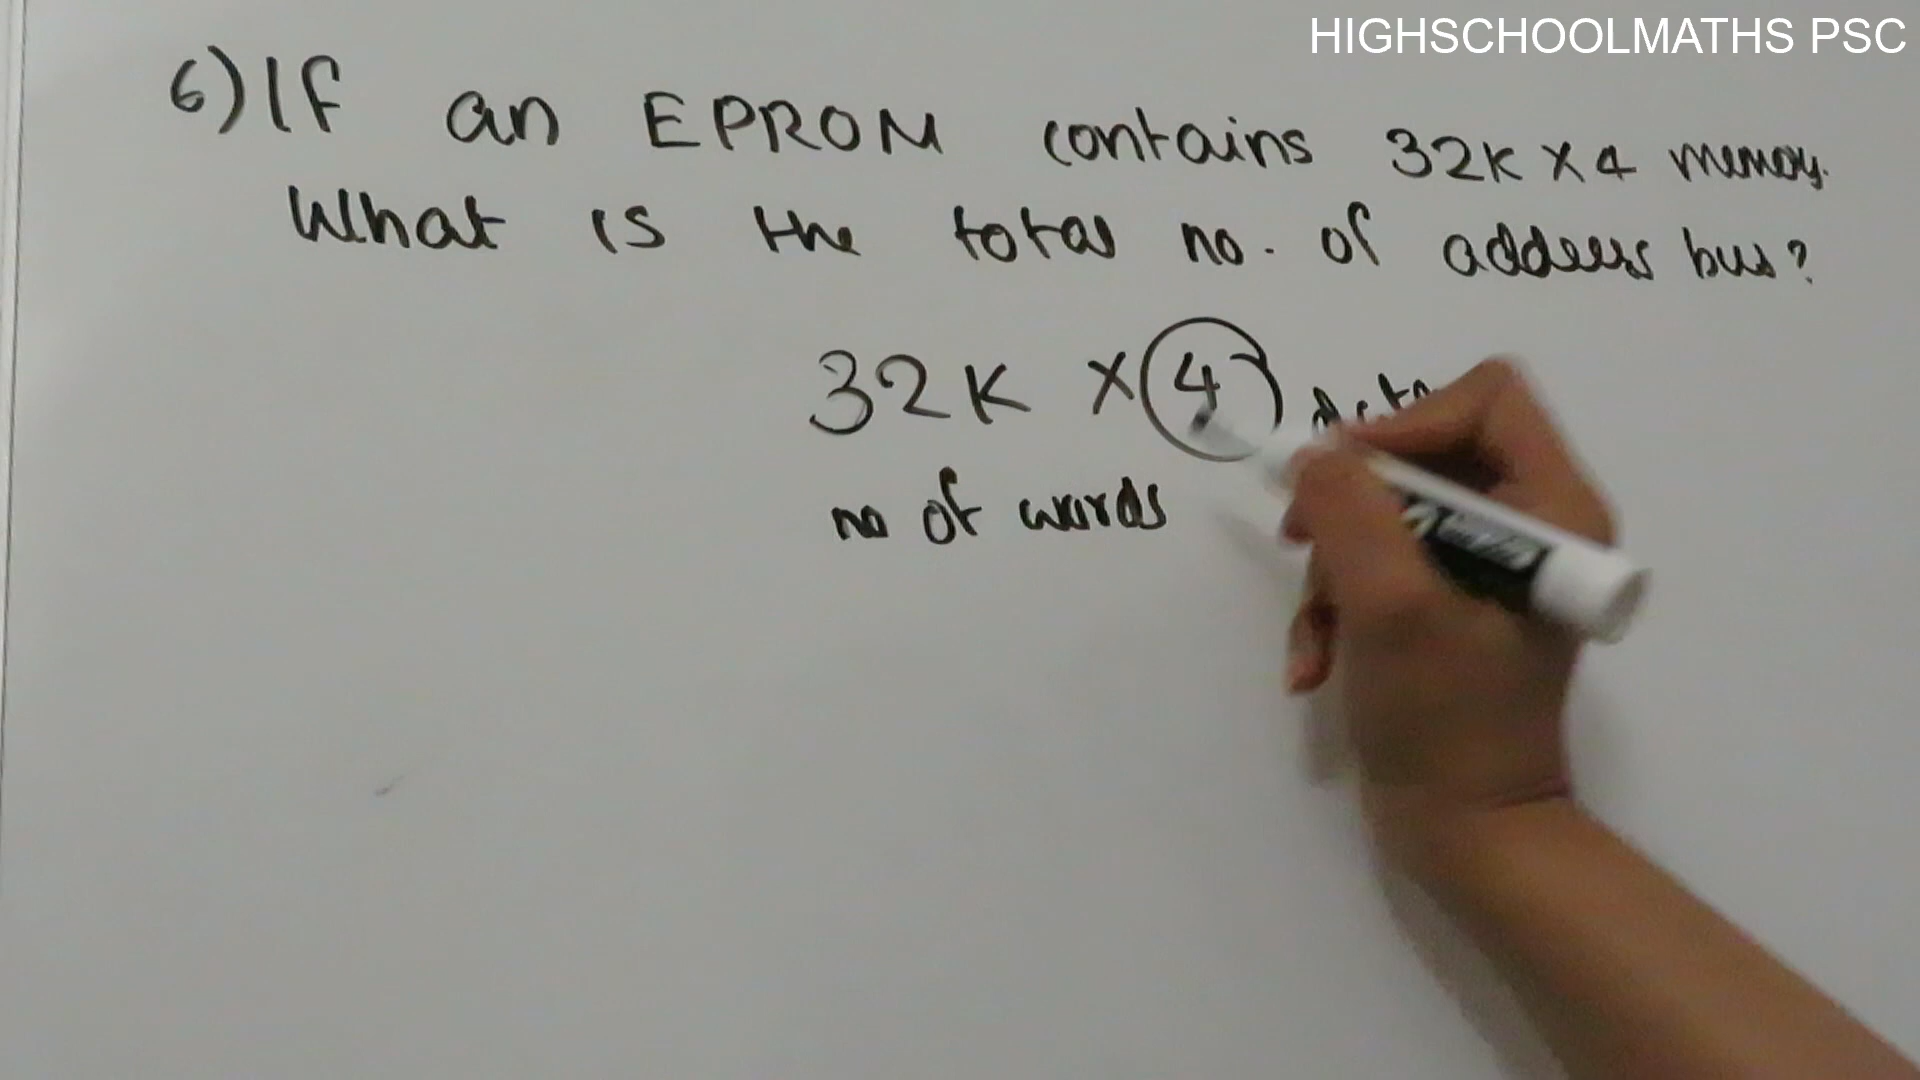 HIGHSCHOOLMATHS PSC
6) If an EPROM contains 32K X 4 memory.
What is the total no. of address bus?
32K X 4
no of words